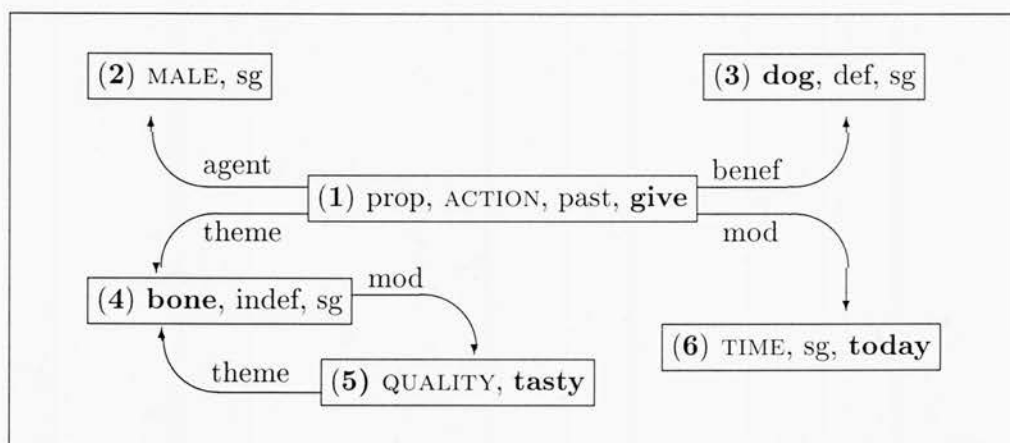 (2) MALE, sg
(3) dog, def, sg
agent
benef
(1) prop, ACTION, past, give
theme
mod
mod
(4) bone, indef, sg
(6) TIME, sg, today
theme
(5) QUALITY, tasty